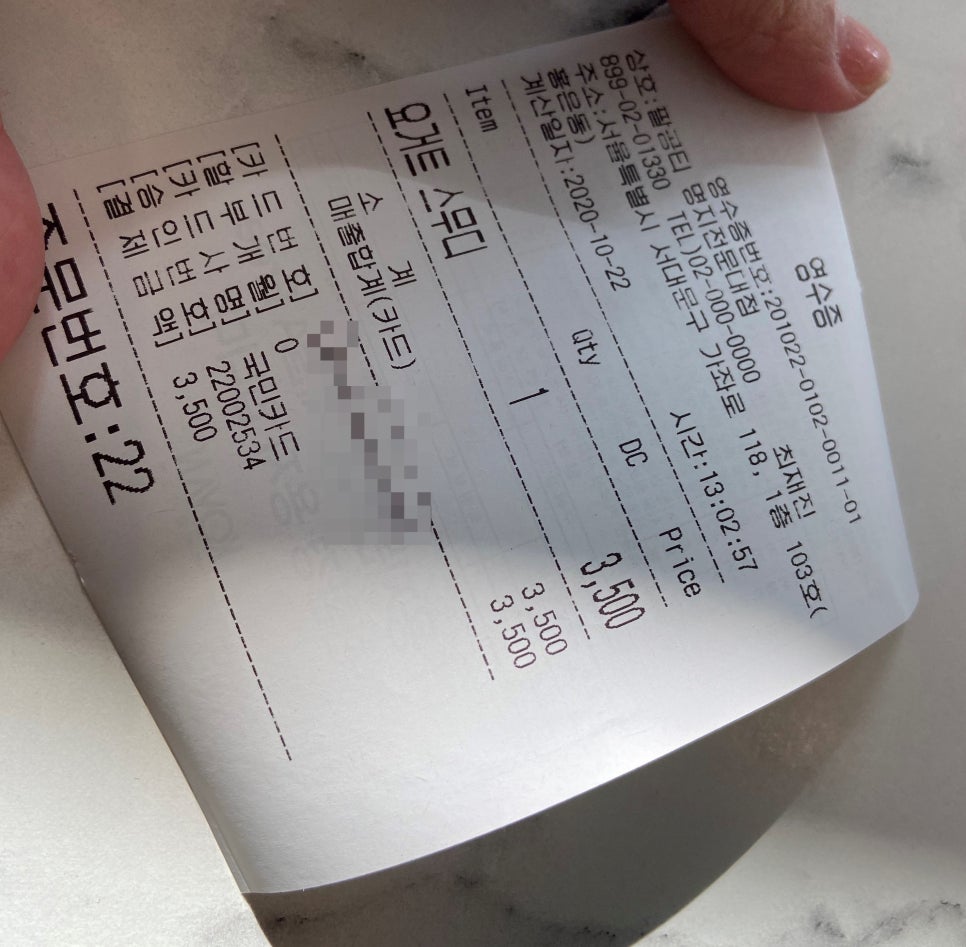 영수증
영수증번호:201022-0102-0011-01
상호:팔공티 명지전문대점 최재진
899-02-01330 TEL)02-000-0000
주소:서울특별시 서대문구 가좌로 118, 1층 103호(
홍은동)
계산일자:2020-10-22 시간:13:02:57
Item Qty DC Price
요거트 스무디 1 3,500
소 계 3,500
매출합계(카드) 3,500
[카 드 번 호]
[할 부 개 월] 0
[카 드 사 명] 국민카드
[승 인 번 호] 22002534
[결 제 금 액] 3,500
주문번호:22